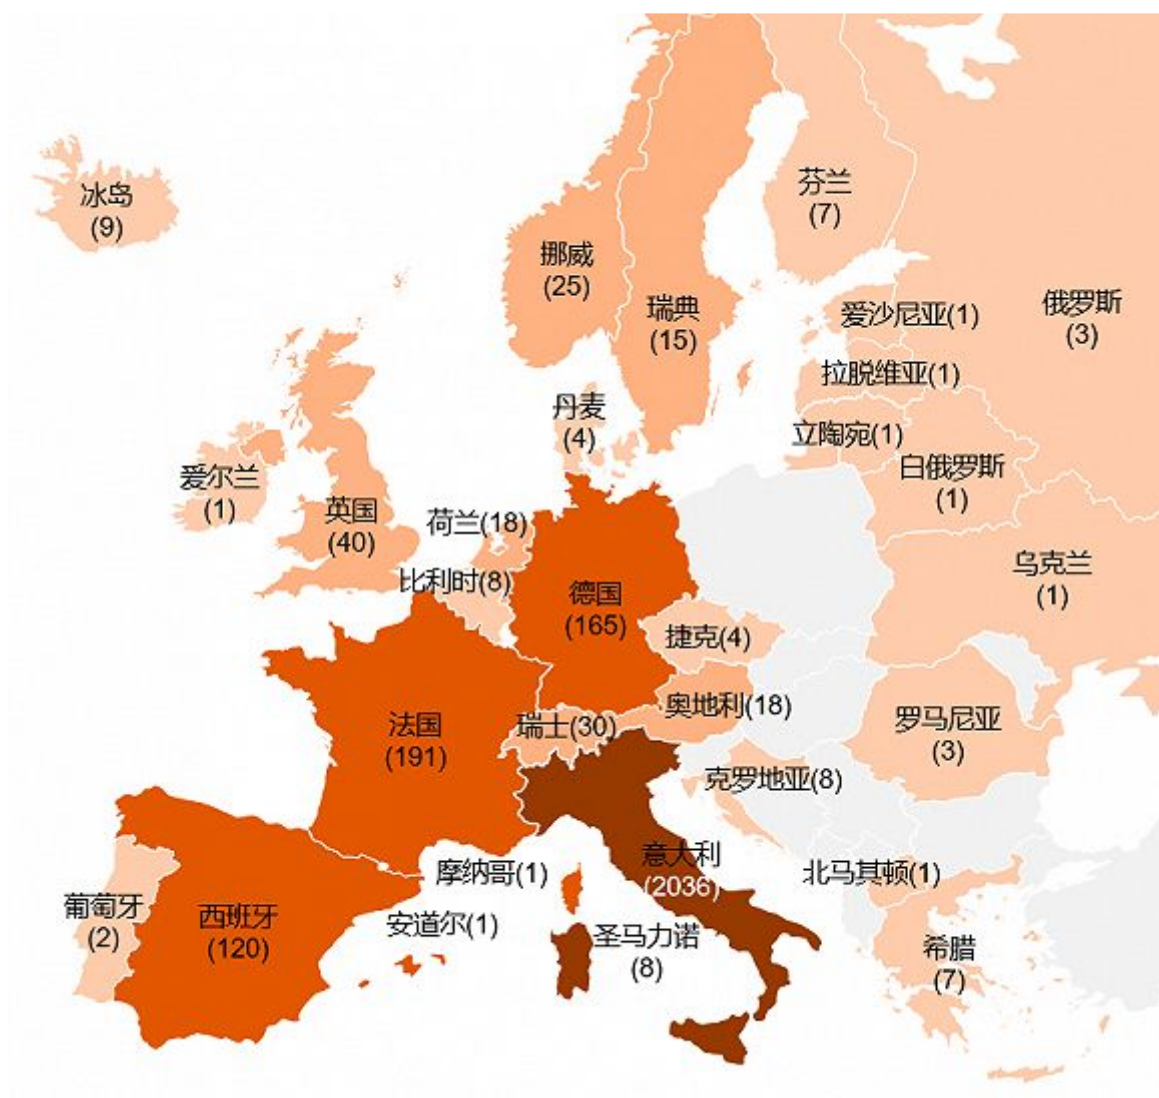 冰岛
(9)
芬兰
(7)
挪威
(25)
瑞典
(15)
爱沙尼亚(1)
俄罗斯
(3)
拉脱维亚(1)
丹麦
(4)
立陶宛(1)
白俄罗斯
(1)
爱尔兰
(1)
英国
(40)
荷兰(18)
比利时(8)
德国
(165)
乌克兰
(1)
捷克(4)
奥地利(18)
法国
(191)
瑞士(30)
罗马尼亚
(3)
克罗地亚(8)
意大利
(2036)
摩纳哥(1)
北马其顿(1)
葡萄牙
(2)
西班牙
(120)
安道尔(1)
圣马力诺
(8)
希腊
(7)